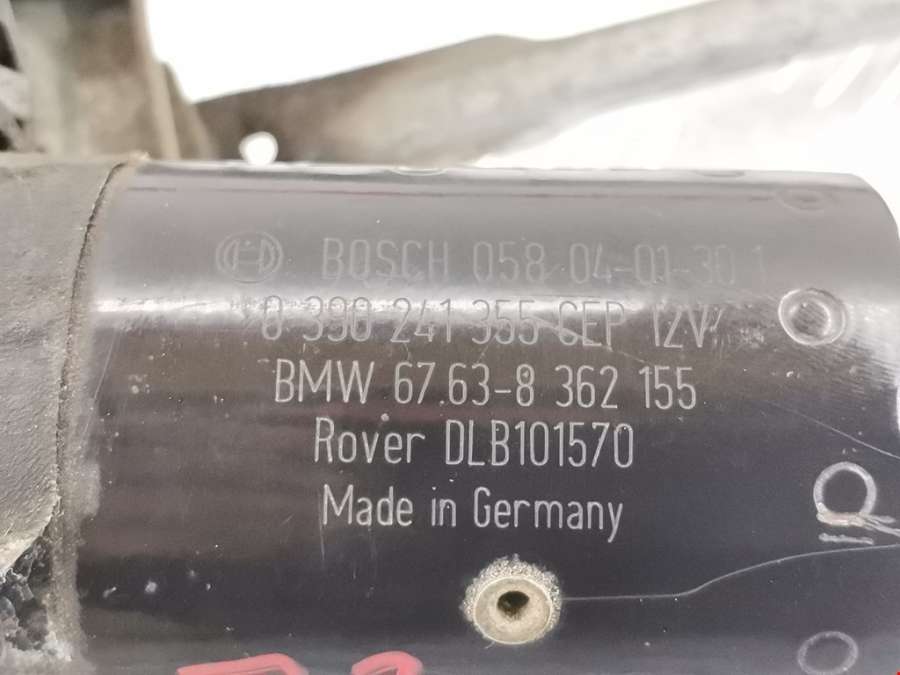 BOSCH 058 04-01-30 1
0 390 241 355 CEP 12V
BMW 67.63-8 362 155
Rover DLB101570
Made in Germany